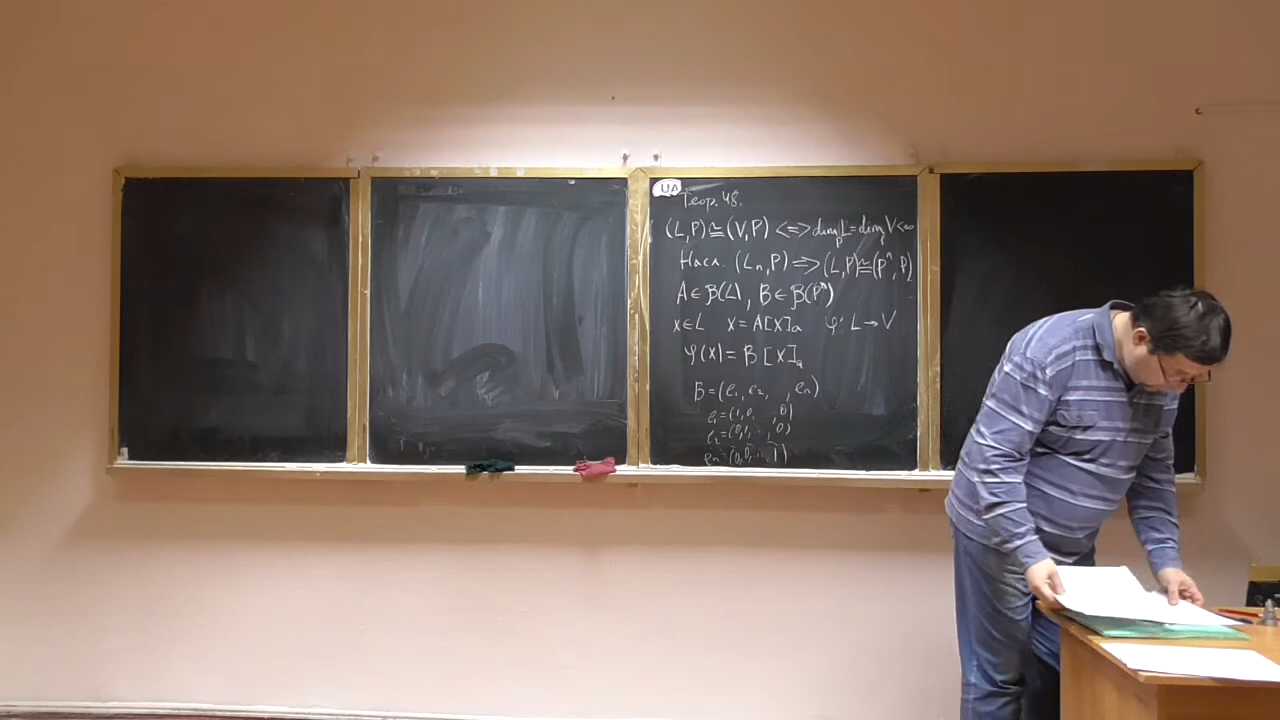 UA
Теор. 48.
(L,P)≅(V,P) <=> dim_P L = dim_P V < ∞
Насл. (L_n,P) => (L,P)≅(P^n,P)
A ∈ B(L), B ∈ B(P^n)
x∈L x = A[x]_a φ: L → V
φ(x) = B[x]_a
B = (e_1, e_2, , e_n)
e_1 = (1,0, ,0)
e_2 = (0,1, ... ,0)
e_n = (0,0, ... ,1)